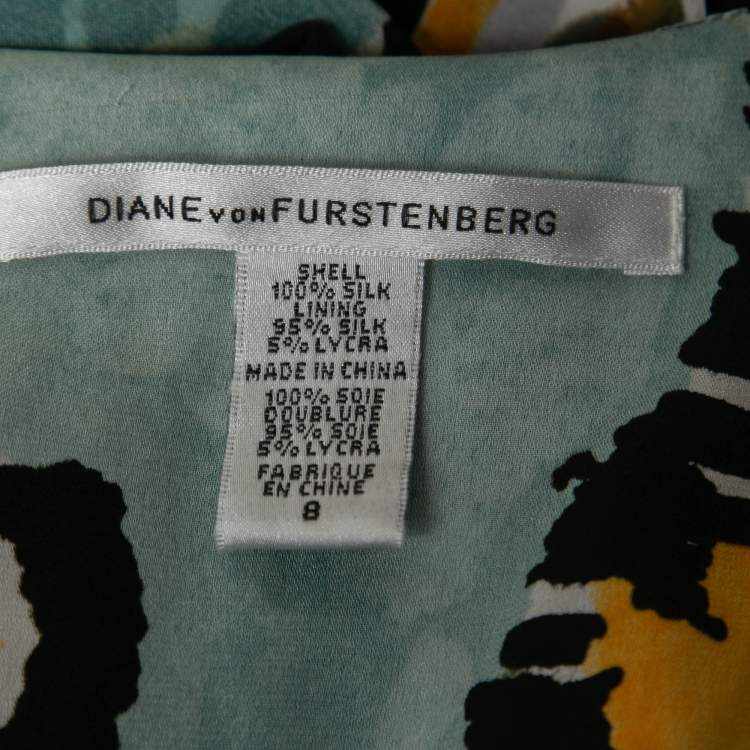 DIANE VON FURSTENBERG
SHELL
100% SILK
LINING
95% SILK
5% LYCRA
MADE IN CHINA
100% SOIE
DOUBLURE
95% SOIE
5% LYCRA
FABRIQUE
EN CHINE
8